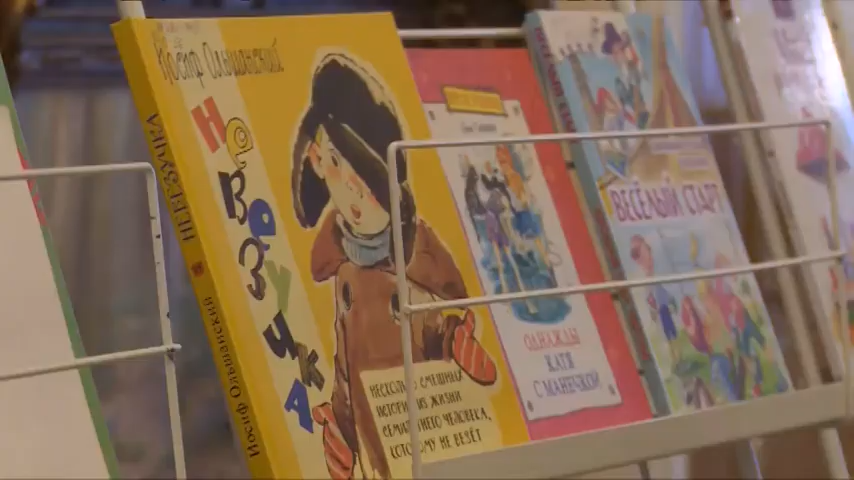 Иосиф Ольшанский
НЕВЕЗУЧКА
НЕВЕЗУЧКА
Иосиф Ольшанский
НЕСКОЛЬКО СМЕШНЫХ
ИСТОРИЙ ИЗ ЖИЗНИ
СЕМИЛЕТНЕГО ЧЕЛОВЕКА,
КОТОРОМУ НЕ ВЕЗЁТ
ОДНАЖДЫ
КАТЯ
С МАНЕЧКОЙ
ВЕСЁЛЫЙ СТАРТ